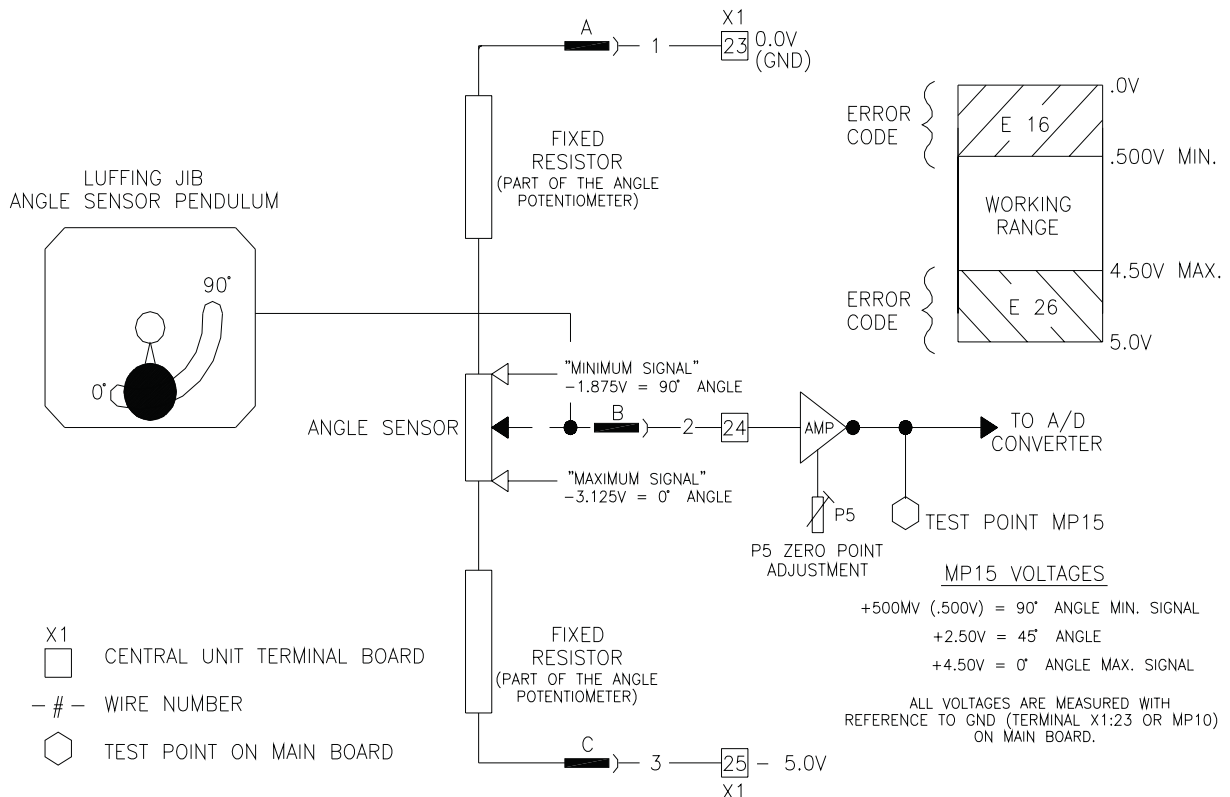 A
1
X1
23 0.0V
(GND)
FIXED
RESISTOR
(PART OF THE ANGLE
POTENTIOMETER)
ERROR
CODE
E 16
.0V
.500V MIN.
WORKING
RANGE
4.50V MAX.
ERROR
CODE
E 26
5.0V
LUFFING JIB
ANGLE SENSOR PENDULUM
90°
0°
"MINIMUM SIGNAL"
-1.875V = 90° ANGLE
ANGLE SENSOR
B
2
24
AMP
TO A/D
CONVERTER
"MAXIMUM SIGNAL"
-3.125V = 0° ANGLE
P5
P5 ZERO POINT
ADJUSTMENT
TEST POINT MP15
MP15 VOLTAGES
+500MV (.500V) = 90° ANGLE MIN. SIGNAL
+2.50V = 45° ANGLE
+4.50V = 0° ANGLE MAX. SIGNAL
ALL VOLTAGES ARE MEASURED WITH
REFERENCE TO GND (TERMINAL X1:23 OR MP10)
ON MAIN BOARD.
FIXED
RESISTOR
(PART OF THE ANGLE
POTENTIOMETER)
C
3
25 - 5.0V
X1
X1
CENTRAL UNIT TERMINAL BOARD
-#- WIRE NUMBER
TEST POINT ON MAIN BOARD